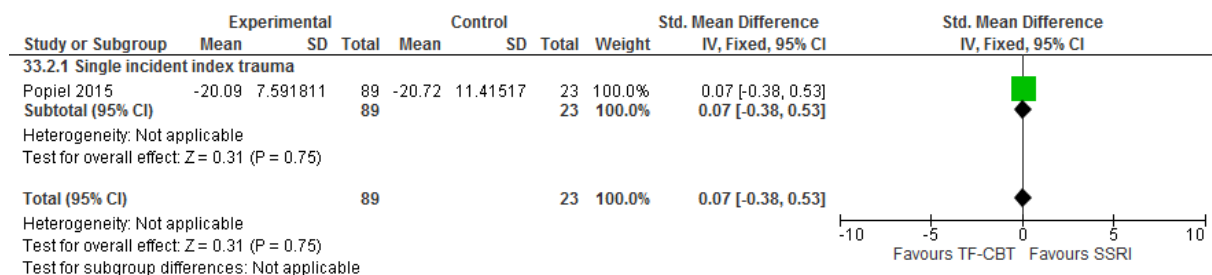 Experimental Control Std. Mean Difference Std. Mean Difference
Study or Subgroup Mean SD Total Mean SD Total Weight IV, Fixed, 95% CI IV, Fixed, 95% CI
33.2.1 Single incident index trauma
Popiel 2015 -20.09 7.591811 89 -20.72 11.41517 23 100.0% 0.07 [-0.38, 0.53]
Subtotal (95% CI) 89 23 100.0% 0.07 [-0.38, 0.53]
Heterogeneity: Not applicable
Test for overall effect: Z = 0.31 (P = 0.75)
Total (95% CI) 89 23 100.0% 0.07 [-0.38, 0.53]
Heterogeneity: Not applicable
Test for overall effect: Z = 0.31 (P = 0.75)
Test for subgroup differences: Not applicable
-10 -5 0 5 10
Favours TF-CBT Favours SSRI